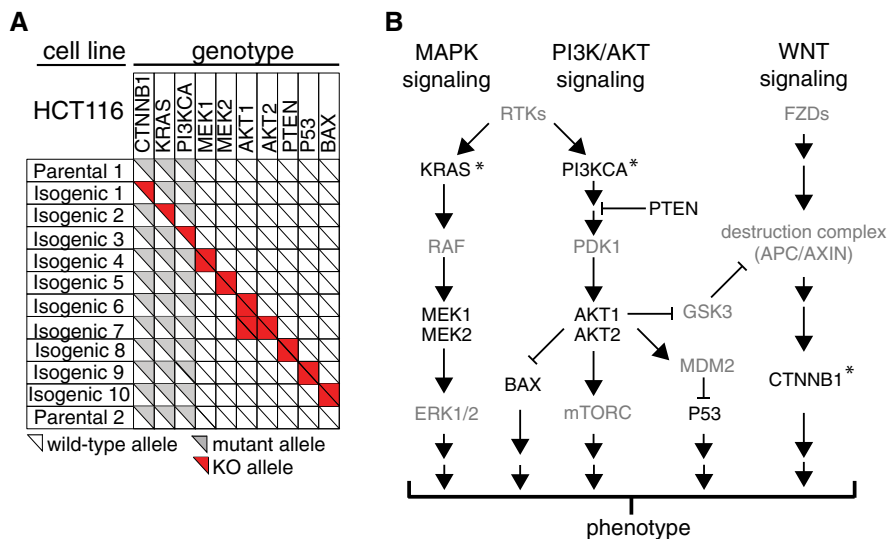 A
cell line
genotype
HCT116
CTNNB1
KRAS
PI3KCA
MEK1
MEK2
AKT1
AKT2
PTEN
P53
BAX
Parental 1
Isogenic 1
Isogenic 2
Isogenic 3
Isogenic 4
Isogenic 5
Isogenic 6
Isogenic 7
Isogenic 8
Isogenic 9
Isogenic 10
Parental 2
wild-type allele
mutant allele
KO allele
B
MAPK
signaling
PI3K/AKT
signaling
WNT
signaling
RTKs
FZDs
KRAS *
PI3KCA*
PTEN
RAF
PDK1
destruction complex
(APC/AXIN)
MEK1
MEK2
AKT1
AKT2
GSK3
BAX
MDM2
CTNNB1*
ERK1/2
mTORC
P53
phenotype